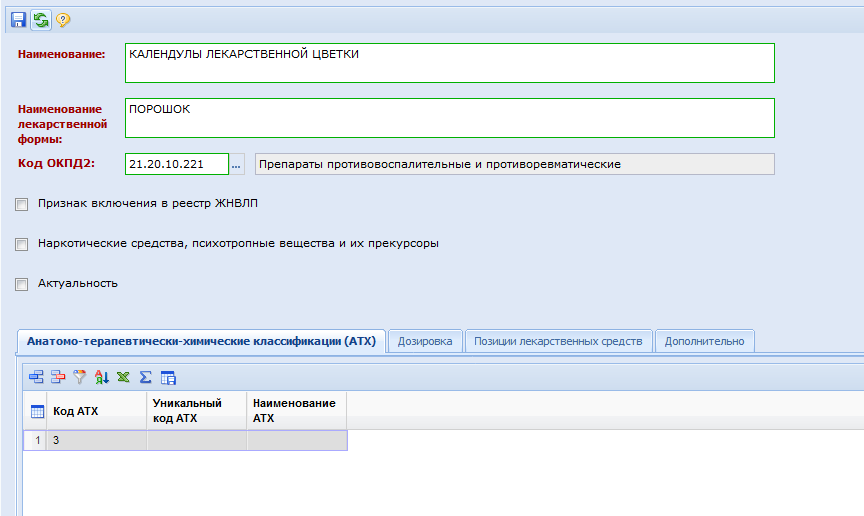 Наименование:
КАЛЕНДУЛЫ ЛЕКАРСТВЕННОЙ ЦВЕТКИ
Наименование
лекарственной
формы:
ПОРОШОК
Код ОКПД2:
21.20.10.221
...
Препараты противовоспалительные и противоревматические
Признак включения в реестр ЖНВЛП
Наркотические средства, психотропные вещества и их прекурсоры
Актуальность
Анатомо-терапевтически-химические классификации (АТХ)
Дозировка
Позиции лекарственных средств
Дополнительно
Код АТХ
Уникальный
код АТХ
Наименование
АТХ
1
3